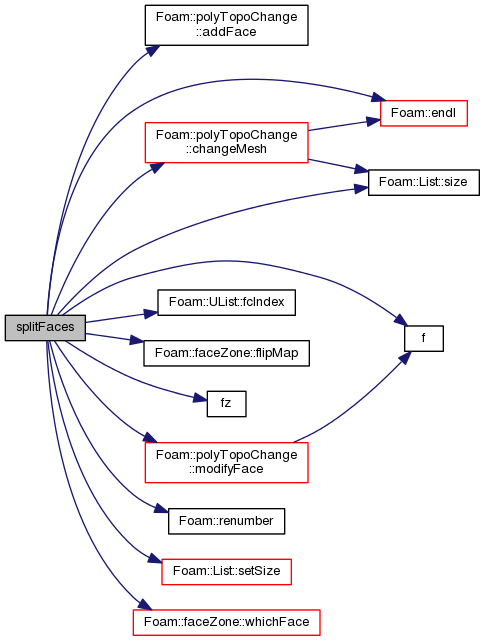 splitFaces
Foam::polyTopoChange
::addFace
Foam::endl
Foam::polyTopoChange
::changeMesh
Foam::List::size
Foam::UList::fcIndex
f
Foam::faceZone::flipMap
fz
Foam::polyTopoChange
::modifyFace
Foam::renumber
Foam::List::setSize
Foam::faceZone::whichFace